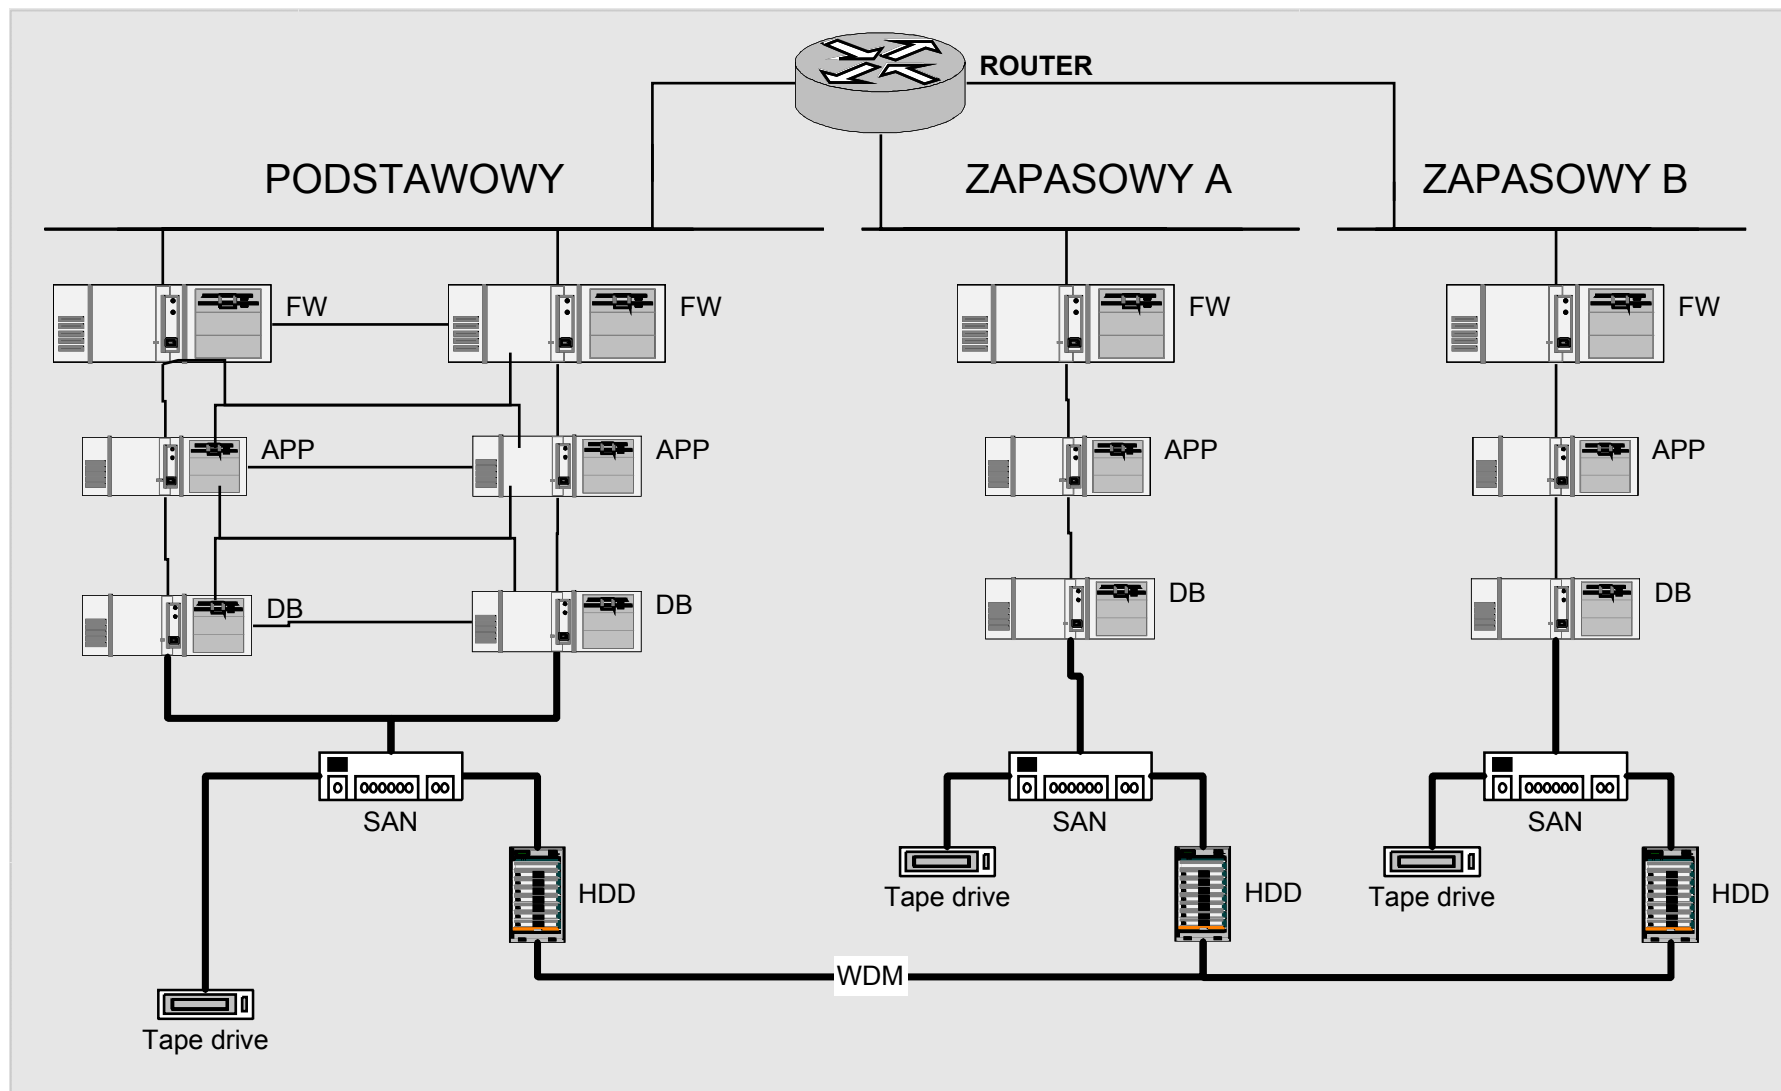 ROUTER
PODSTAWOWY
ZAPASOWY A
ZAPASOWY B
FW
FW
FW
FW
APP
APP
APP
APP
DB
DB
DB
DB
SAN
SAN
SAN
HDD
Tape drive
HDD
Tape drive
HDD
WDM
Tape drive